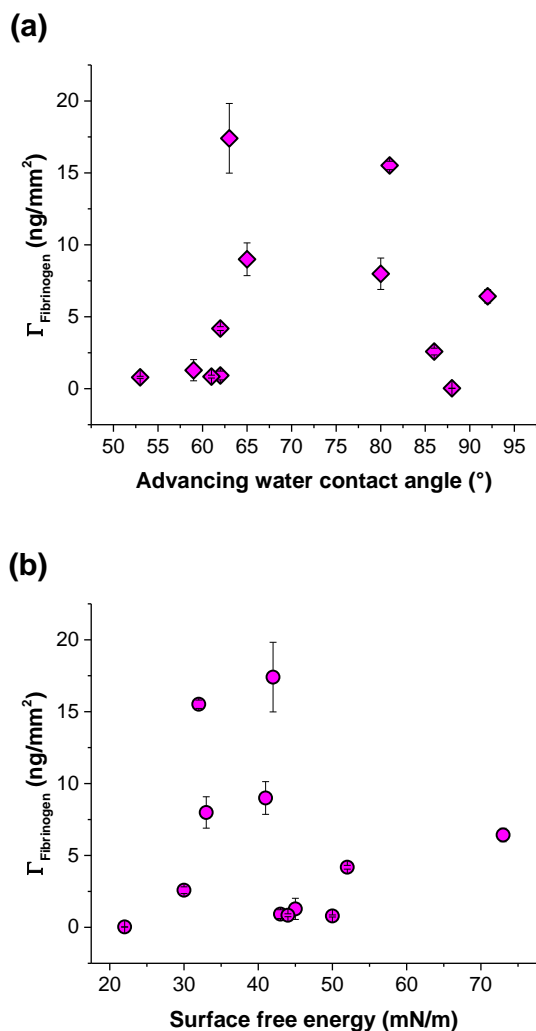 (a)
20
15
10
5
0
Γ Fibrinogen (ng/mm²)
50 55 60 65 70 75 80 85 90 95
Advancing water contact angle (°)
(b)
20
15
10
5
0
Γ Fibrinogen (ng/mm²)
20 30 40 50 60 70
Surface free energy (mN/m)